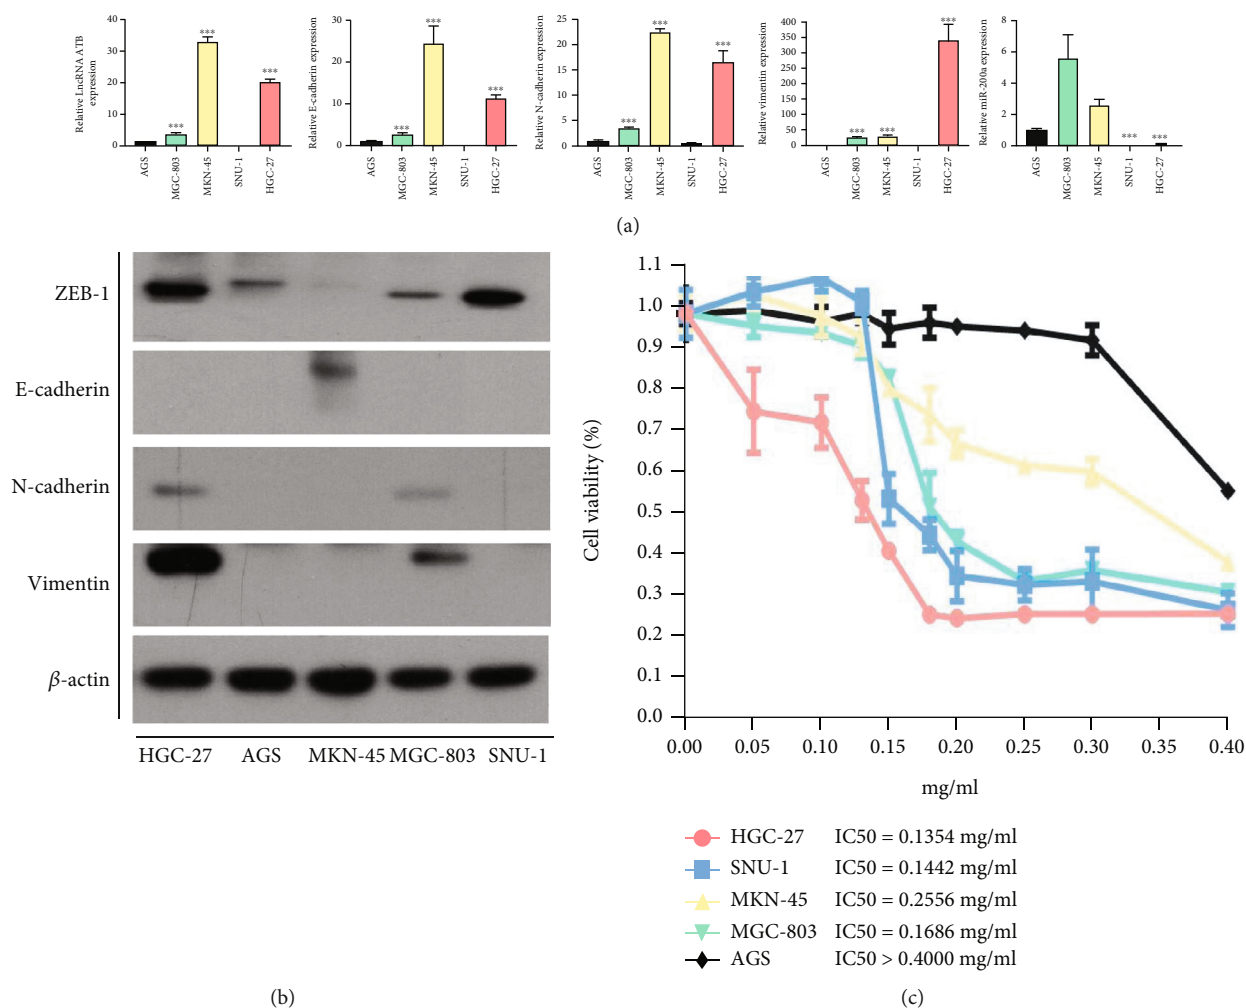 Relative LncRNA ATB
expression
40
30
20
10
0
***
***
***
AGS
MGC-803
MKN-45
SNU-1
HGC-27
Relative E-cadherin expression
30
20
10
0
***
***
***
AGS
MGC-803
MKN-45
SNU-1
HGC-27
Relative N-cadherin expression
25
20
15
10
5
0
***
***
***
AGS
MGC-803
MKN-45
SNU-1
HGC-27
Relative vimentin expression
400
350
300
250
200
150
100
50
0
***
***
***
AGS
MGC-803
MKN-45
SNU-1
HGC-27
Relative miR-200a expression
8
6
4
2
0
***
***
AGS
MGC-803
MKN-45
SNU-1
HGC-27
(a)
ZEB-1
E-cadherin
N-cadherin
Vimentin
β-actin
HGC-27 AGS MKN-45 MGC-803 SNU-1
(b)
Cell viability (%)
1.1
1.0
0.9
0.8
0.7
0.6
0.5
0.4
0.3
0.2
0.1
0.0
0.00 0.05 0.10 0.15 0.20 0.25 0.30 0.35 0.40
mg/ml
HGC-27 IC50 = 0.1354 mg/ml
SNU-1 IC50 = 0.1442 mg/ml
MKN-45 IC50 = 0.2556 mg/ml
MGC-803 IC50 = 0.1686 mg/ml
AGS IC50 > 0.4000 mg/ml
(c)